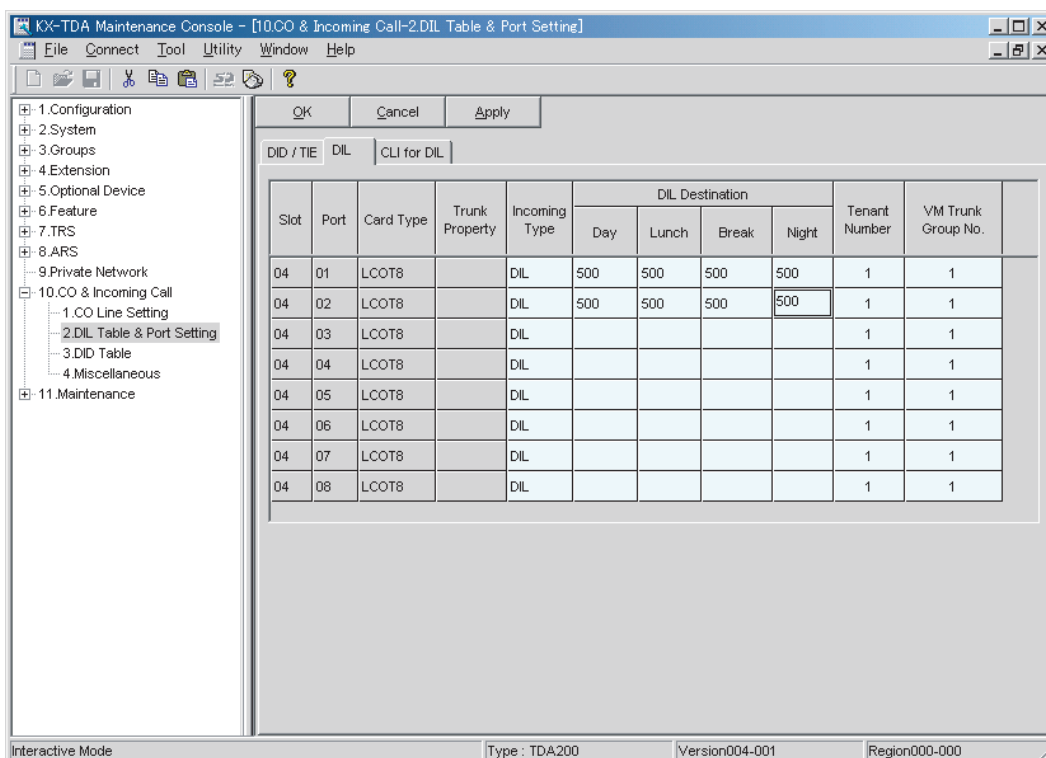 KX-TDA Maintenance Console - [10.CO & Incoming Call-2.DIL Table & Port Setting]
File Connect Tool Utility Window Help
1.Configuration
2.System
3.Groups
4.Extension
5.Optional Device
6.Feature
7.TRS
8.ARS
9.Private Network
10.CO & Incoming Call
1.CO Line Setting
2.DIL Table & Port Setting
3.DID Table
4.Miscellaneous
11.Maintenance
OK Cancel Apply
DID / TIE DIL CLI for DIL
Slot Port Card Type Trunk Property Incoming Type DIL Destination Day Lunch Break Night Tenant Number VM Trunk Group No.
04 01 LCOT8 DIL 500 500 500 500 1 1
04 02 LCOT8 DIL 500 500 500 500 1 1
04 03 LCOT8 DIL 1 1
04 04 LCOT8 DIL 1 1
04 05 LCOT8 DIL 1 1
04 06 LCOT8 DIL 1 1
04 07 LCOT8 DIL 1 1
04 08 LCOT8 DIL 1 1
Interactive Mode Type : TDA200 Version004-001 Region000-000